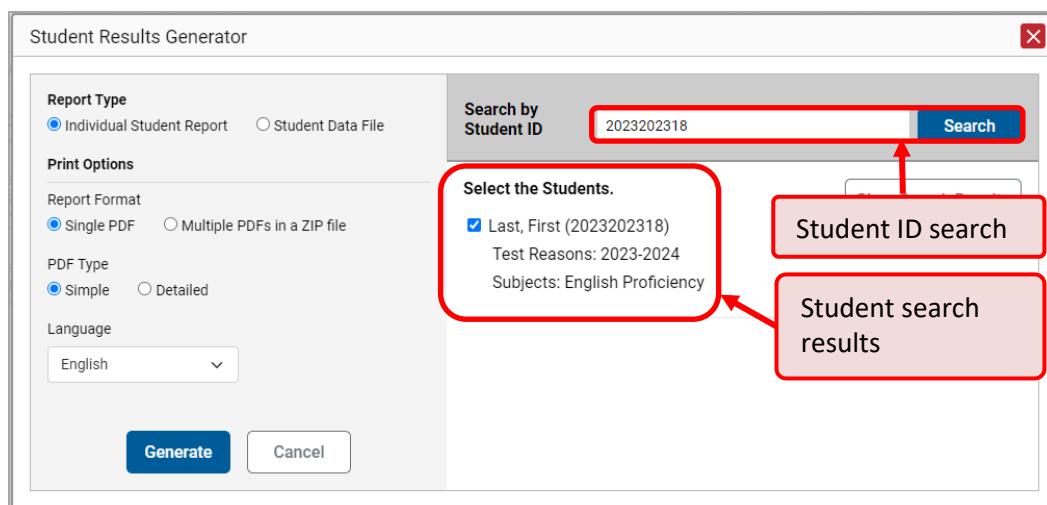 Student Results Generator
Report Type
Individual Student Report Student Data File
Print Options
Report Format
Single PDF Multiple PDFs in a ZIP file
PDF Type
Simple Detailed
Language
English
Generate Cancel
Search by
Student ID
2023202318 Search
Select the Students.
Last, First (2023202318)
Test Reasons: 2023-2024
Subjects: English Proficiency
Student ID search
Student search
results